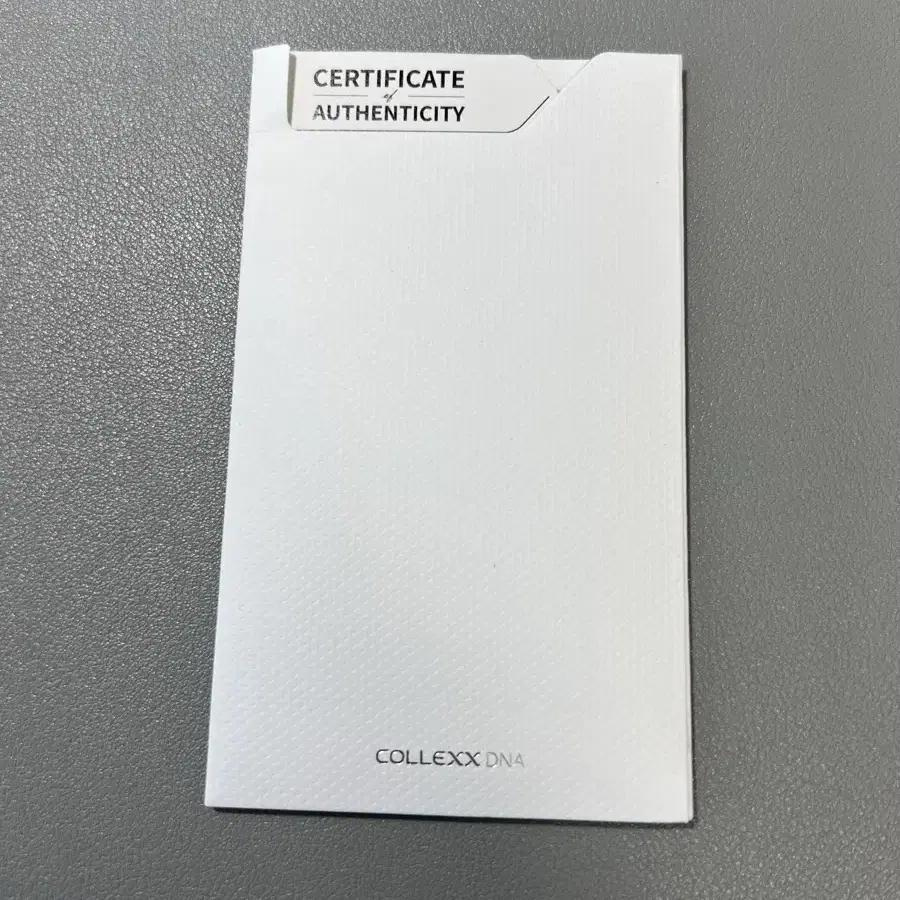 CERTIFICATE
of
AUTHENTICITY
COLLEXX DNA